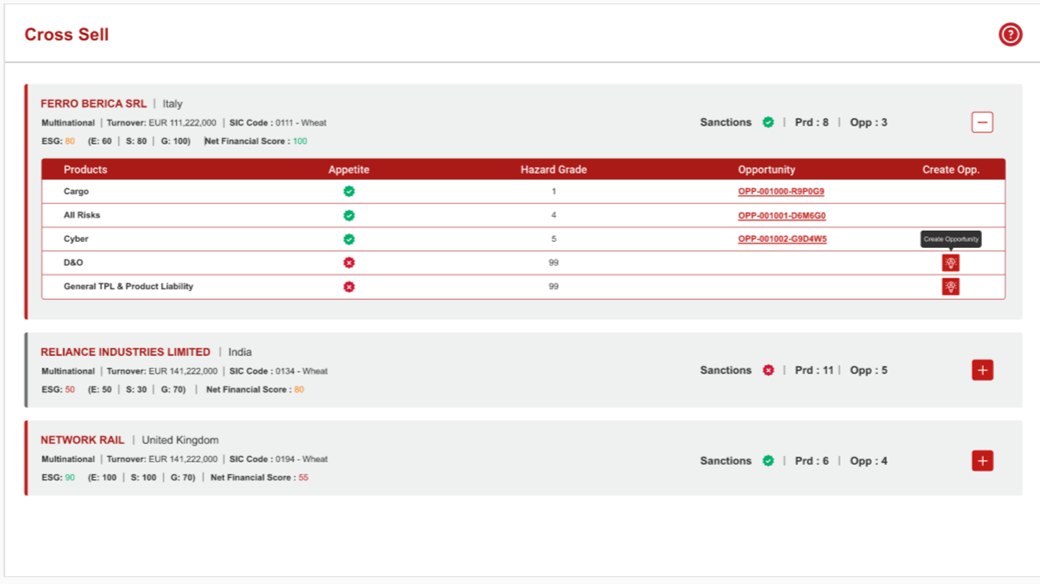 Cross Sell
?
FERRO BERICA SRL | Italy
Multinational | Turnover: EUR 111,222,000 | SIC Code : 0111 - Wheat
Sanctions | Prd : 8 | Opp : 3
ESG: 80 (E: 60 | S: 80 | G: 100) | Net Financial Score : 100
Products Appetite Hazard Grade Opportunity Create Opp.
Cargo 1 OPP-001000-R9P0G9
All Risks 4 OPP-001001-D6M6G0
Cyber 5 OPP-001002-G9D4W5 Create Opportunity
D&O 99
General TPL & Product Liability 99
RELIANCE INDUSTRIES LIMITED | India
Multinational | Turnover: EUR 141,222,000 | SIC Code : 0134 - Wheat
Sanctions | Prd : 11 | Opp : 5
ESG: 50 (E: 50 | S: 30 | G: 70) | Net Financial Score : 80
NETWORK RAIL | United Kingdom
Multinational | Turnover: EUR 141,222,000 | SIC Code : 0194 - Wheat
Sanctions | Prd : 6 | Opp : 4
ESG: 90 (E: 100 | S: 100 | G: 70) | Net Financial Score : 55